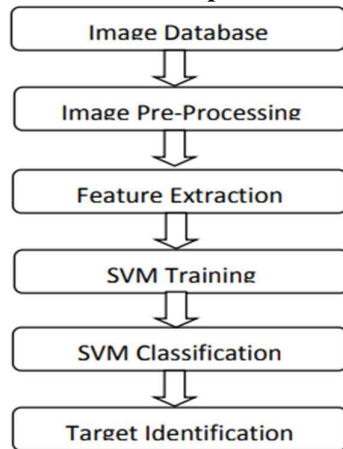 Image Database
Image Pre-Processing
Feature Extraction
SVM Training
SVM Classification
Target Identification